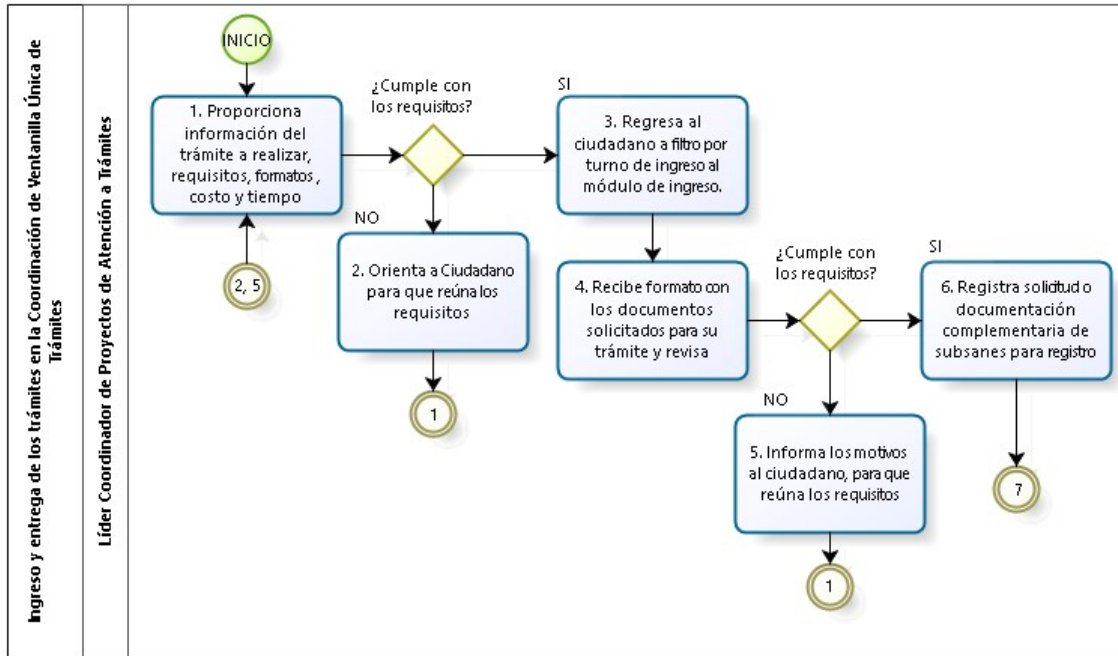 Ingreso y entrega de los trámites en la Coordinación de Ventanilla Única de
Trámites
Líder Coordinador de Proyectos de Atención a Trámites
INICIO
1. Proporciona
información del
trámite a realizar,
requisitos, formatos,
costo y tiempo
2, 5
¿Cumple con
los requisitos?
NO
2. Orienta a Ciudadano
para que reúna los
requisitos
1
SI
3. Regresa al
ciudadano a filtro por
turno de ingreso al
módulo de ingreso.
4. Recibe formato con
los documentos
solicitados para su
trámite y revisa
¿Cumple con
los requisitos?
NO
5. Informa los motivos
al ciudadano, para que
reúna los requisitos
1
SI
6. Registra solicitud o
documentación
complementaria de
subsanes para registro
7